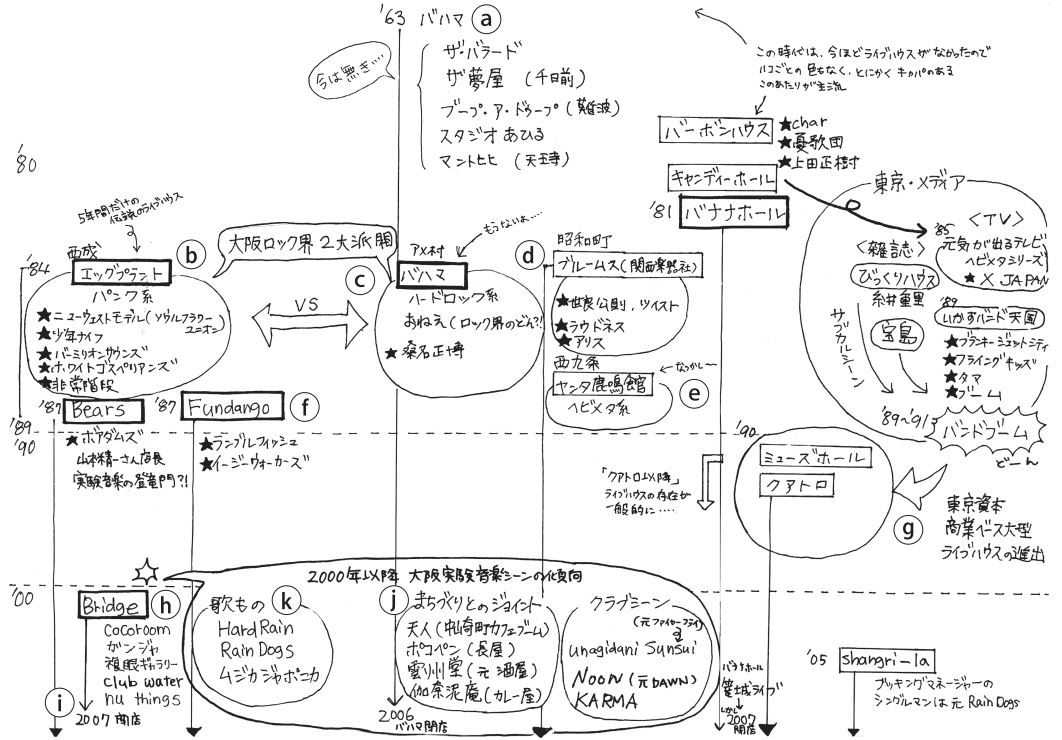 '63 バハマ ⓐ
今は無き…
ザ・バラード
ザ夢屋（千日前）
ブープ・ア・ドゥープ（難波）
スタジオあひる
マントヒヒ（天王寺）
この時代は、今ほどライブハウスがなかったので
ハコごとの色もなく、とにかくキャパのある
このあたりが主流
バーボンハウス
★char
★憂歌団
★上田正樹
キャンディーホール
'81 バナナホール
'80
5年間だけの
伝説のライブハウス
西成
ⓑ
'84 エッグプラント
パンク系
★ニューウェストモデル（ソウルフラワー
ユニオン
★少年ナイフ
★バーミリオンサウンズ
★ホワイトゴスペリアンズ
★非常階段
大阪ロック界 2大派閥
VS
もうないよ…
アメ村
ⓒ
バハマ
ハードロック系
おねえ（ロック界のどん?!
★桑名正博
昭和町
ⓓ
ブルームス（関西楽器社）
★世良公則，ツイスト
★ラウドネス
★アリス
西九条
なつかし〜
ヤンタ鹿鳴館
ⓔ
ヘビメタ系
東京・メディア
'85 〈TV〉
元気が出るテレビ
ヘビメタシリーズ
★X JAPAN
〈雑誌〉
びっくりハウス
糸井重里
宝島
サブカルシーン
'89
いかすバンド天国
★ブランキージェットシティ
★フライングキッズ
★タマ
★ブーム
'89〜'91
バンドブーム
どーん
'87 Bears
'87 Fundango ⓕ
'89
'90
★ボアダムズ
山本精一さん店長
実験音楽の登竜門?!
★ラングルフィッシュ
★イージーウォーカーズ
'90
ミューズホール
クアトロ
「クアトロ以降」
ライブハウスの存在が
一般的に……
ⓖ
東京資本
商業ベース大型
ライブハウスの進出
2000年以降 大阪実験音楽シーンの化真向
'00
Bridge ⓗ
cocoroom
ガンジャ
複眼ギャラリー
club water
nu things
ⓘ
2007 閉店
歌もの ⓚ
HardRain
RainDogs
ムジカジャポニカ
ⓙ
まちづくりとのジョイント
天人（中崎町カフェブーム）
ポコペン（長屋）
雲州堂（元 酒屋）
伽奈泥庵（カレー屋）
2006
バハマ閉店
クラブシーン
（元ファイヤーフライ）
unagidani Sunsui
NOON（元 DAWN）
KARMA
バナナホール
篭城ライブ
しかし
2007
閉店
'05 shangri-la
ブッキングマネージャーの
シングルマンは元 RainDogs